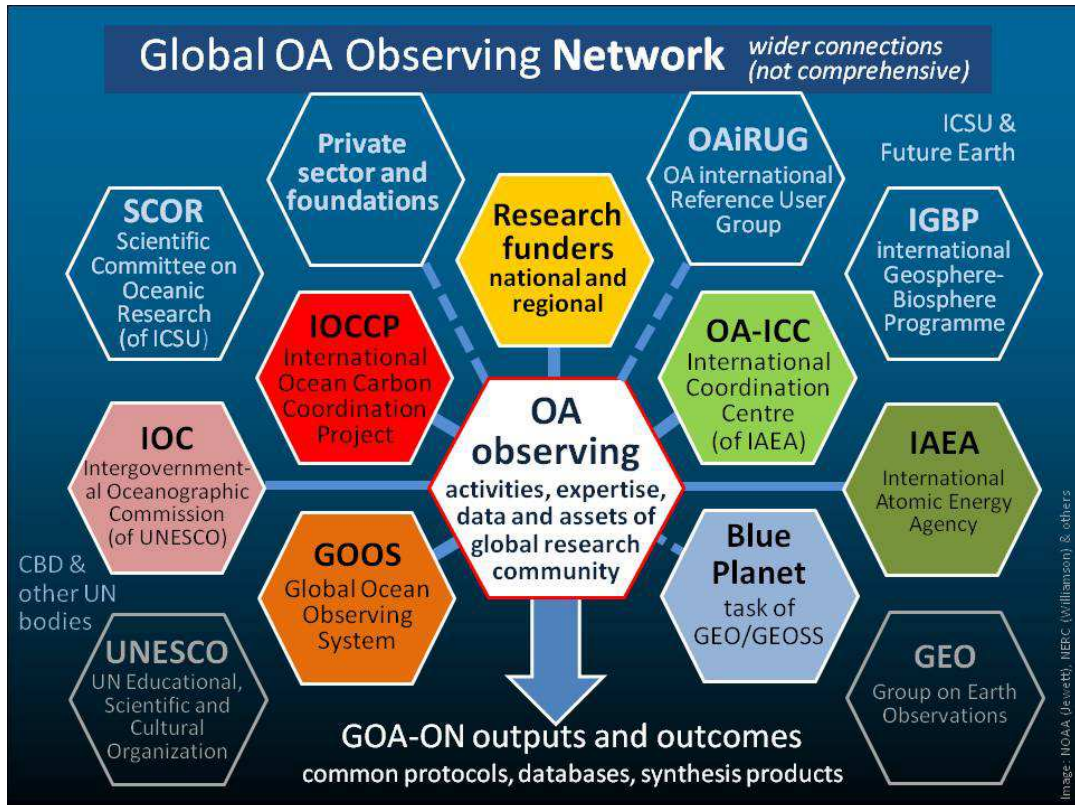 Global OA Observing Network wider connections
(not comprehensive)
Private
sector and
foundations
OAiRUG
OA international
Reference User
Group
ICSU &
Future Earth
SCOR
Scientific
Committee on
Oceanic
Research
(of ICSU)
Research
funders
national and
regional
IGBP
international
Geosphere-
Biosphere
Programme
IOCCP
International
Ocean Carbon
Coordination
Project
OA-ICC
International
Coordination
Centre
(of IAEA)
IOC
Intergovernment-
al Oceanographic
Commission
(of UNESCO)
OA
observing
activities, expertise,
data and assets of
global research
community
IAEA
International
Atomic Energy
Agency
CBD &
other UN
bodies
GOOS
Global Ocean
Observing
System
Blue
Planet
task of
GEO/GEOSS
UNESCO
UN Educational,
Scientific and
Cultural
Organization
GEO
Group on Earth
Observations
GOA-ON outputs and outcomes
common protocols, databases, synthesis products
Image: NOAA (Jewett), NERC (Williamson) & others